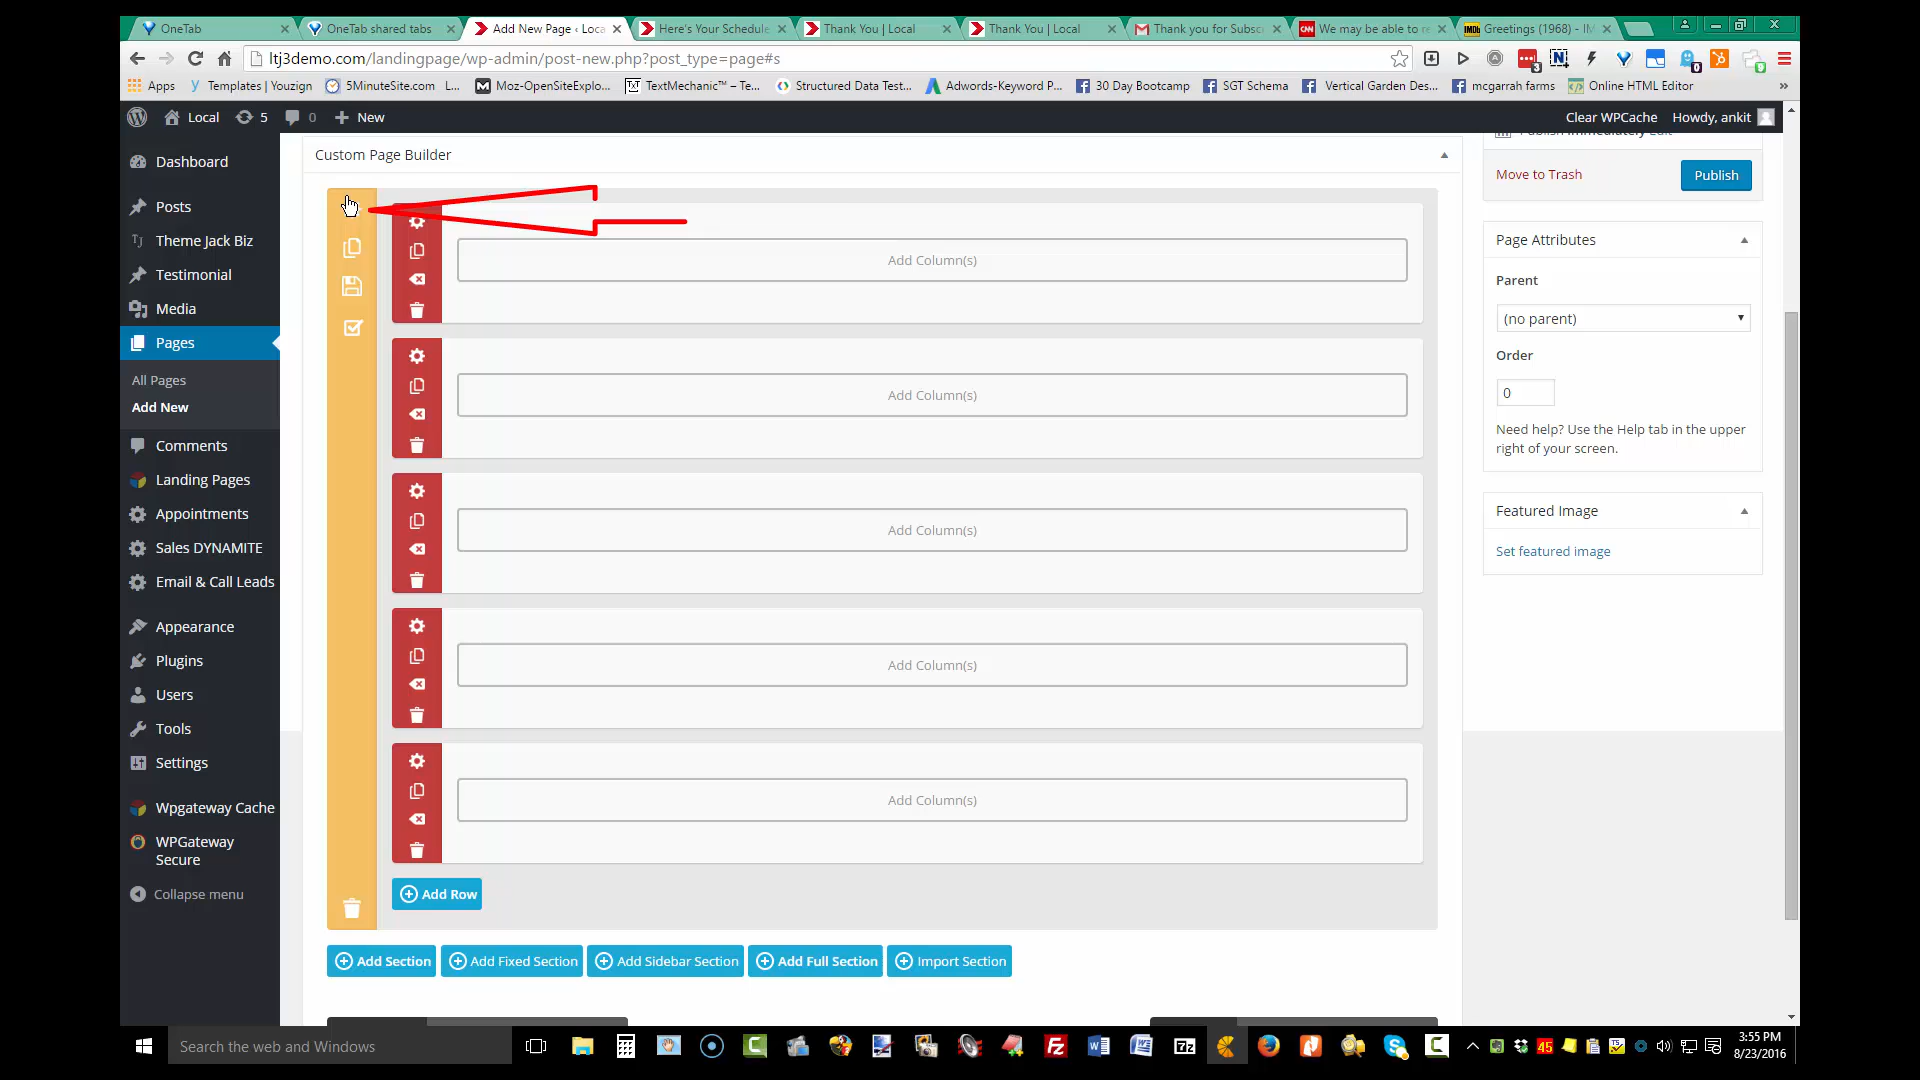 OneTab
OneTab shared tabs
Add New Page ‹ Loca
Here's Your Schedule
Thank You | Local
Thank You | Local
Thank you for Subsc
CNN We may be able to re
IMDb Greetings (1968) - IM
ltj3demo.com/landingpage/wp-admin/post-new.php?post_type=page#s
Apps
Templates | Youzign
5MinuteSite.com L...
Moz-OpenSiteExplo...
TextMechanic™ – Te...
Structured Data Test...
Adwords-Keyword P...
30 Day Bootcamp
SGT Schema
Vertical Garden Des...
mcgarrah farms
Online HTML Editor
»
Local
5
0
New
Clear WPCache
Howdy, ankit
Dashboard
Posts
Theme Jack Biz
Testimonial
Media
Pages
All Pages
Add New
Comments
Landing Pages
Appointments
Sales DYNAMITE
Email & Call Leads
Appearance
Plugins
Users
Tools
Settings
Wpgateway Cache
WPGateway
Secure
Collapse menu
Custom Page Builder
Add Column(s)
Add Column(s)
Add Column(s)
Add Column(s)
Add Column(s)
Add Row
Add Section
Add Fixed Section
Add Sidebar Section
Add Full Section
Import Section
Publish immediately Edit
Move to Trash
Publish
Page Attributes
Parent
(no parent)
Order
0
Need help? Use the Help tab in the upper
right of your screen.
Featured Image
Set featured image
Search the web and Windows
3:55 PM
8/23/2016